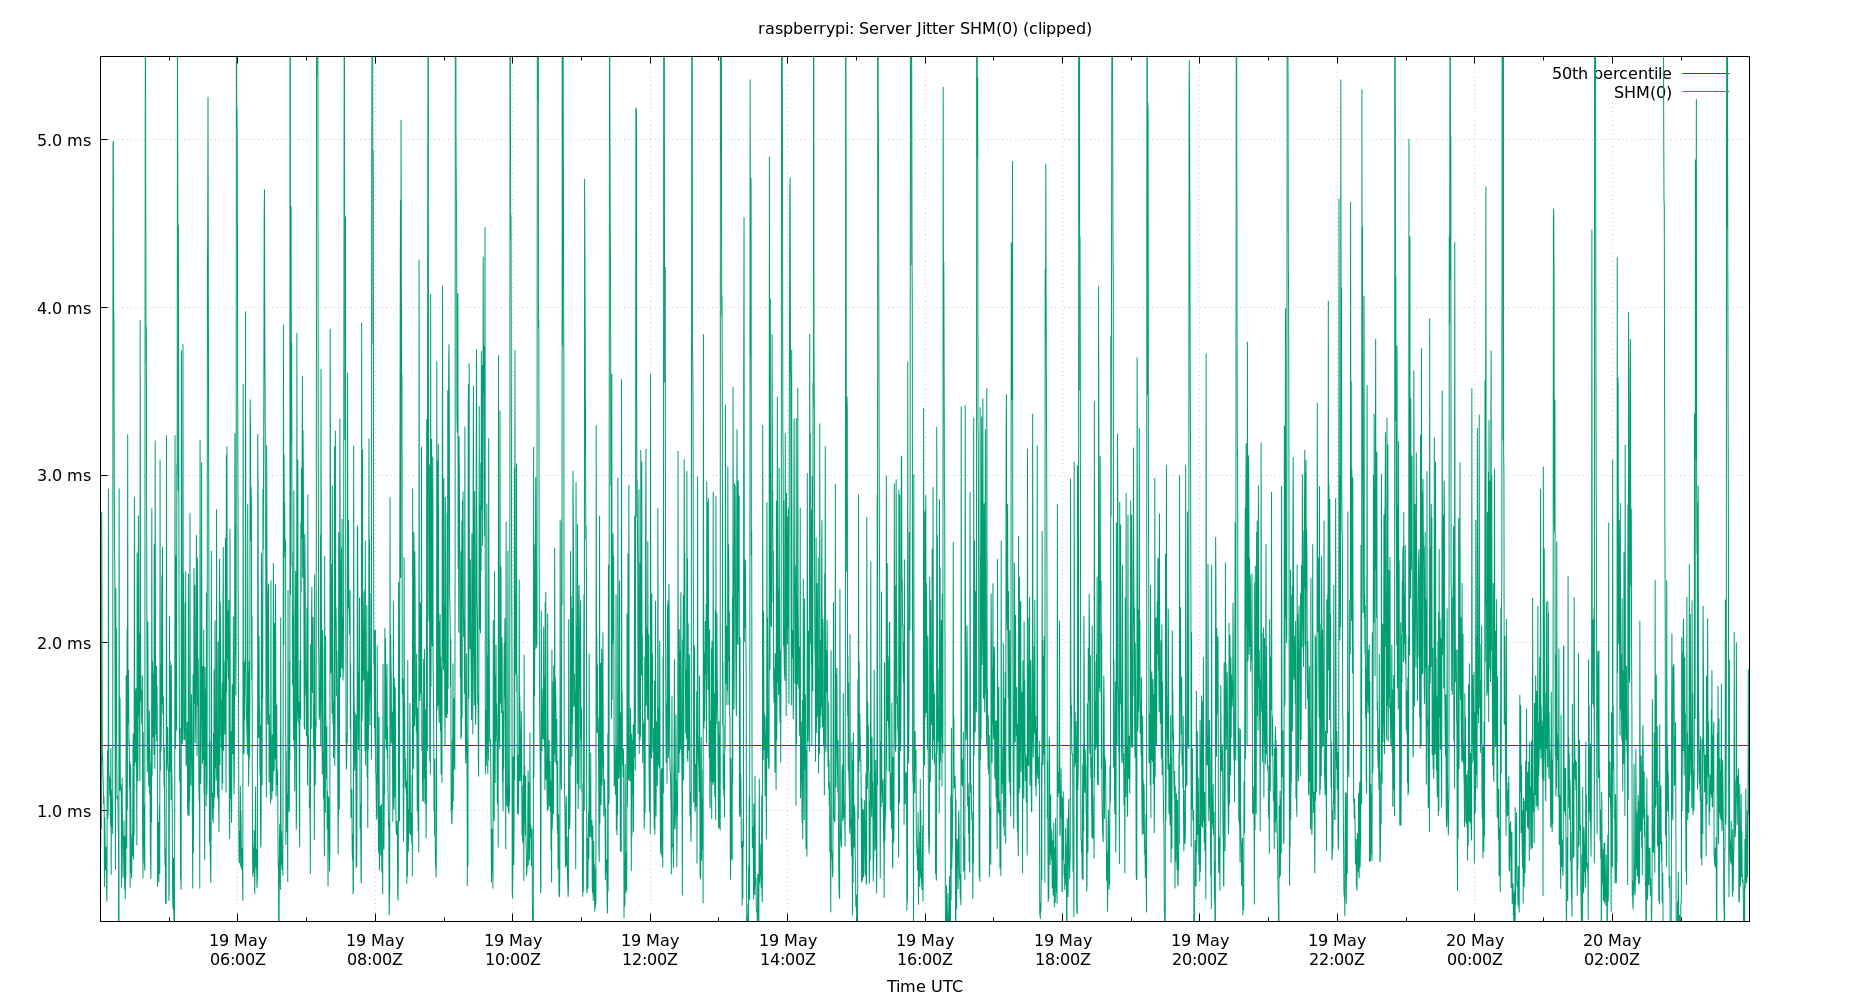 raspberrypi: Server Jitter SHM(0) (clipped)
50th percentile
SHM(0)
5.0 ms
4.0 ms
3.0 ms
2.0 ms
1.0 ms
19 May 19 May 19 May 19 May 19 May 19 May 19 May 19 May 19 May 20 May 20 May
06:00Z 08:00Z 10:00Z 12:00Z 14:00Z 16:00Z 18:00Z 20:00Z 22:00Z 00:00Z 02:00Z
Time UTC